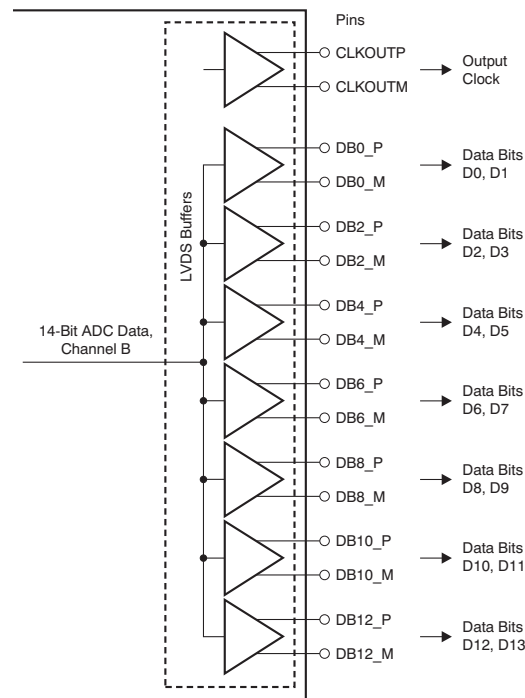 Pins
CLKOUTP
CLKOUTM
Output
Clock
DB0_P
DB0_M
Data Bits
D0, D1
LVDS Buffers
DB2_P
DB2_M
Data Bits
D2, D3
14-Bit ADC Data,
Channel B
DB4_P
DB4_M
Data Bits
D4, D5
DB6_P
DB6_M
Data Bits
D6, D7
DB8_P
DB8_M
Data Bits
D8, D9
DB10_P
DB10_M
Data Bits
D10, D11
DB12_P
DB12_M
Data Bits
D12, D13